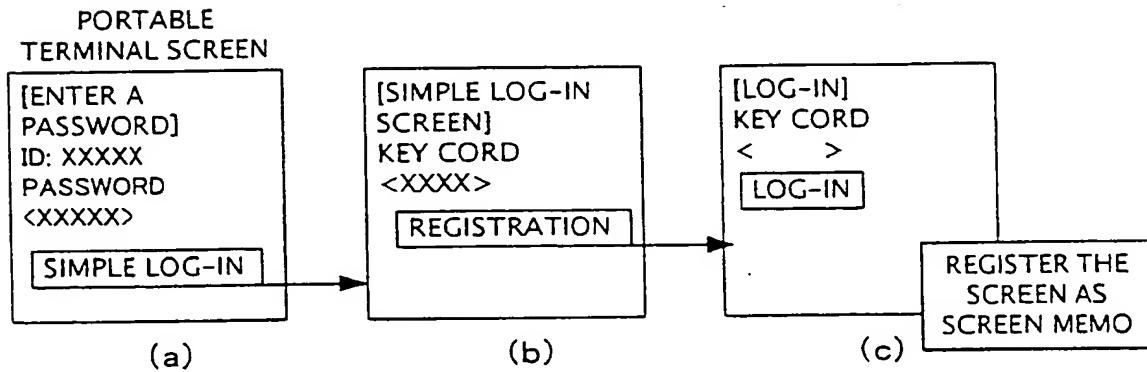 PORTABLE
TERMINAL SCREEN
[ENTER A
PASSWORD]
ID: XXXXX
PASSWORD
<XXXXX>
SIMPLE LOG-IN
(a)
[SIMPLE LOG-IN
SCREEN]
KEY CORD
<XXXX>
REGISTRATION
(b)
[LOG-IN]
KEY CORD
< >
LOG-IN
REGISTER THE
SCREEN AS
SCREEN MEMO
(c)